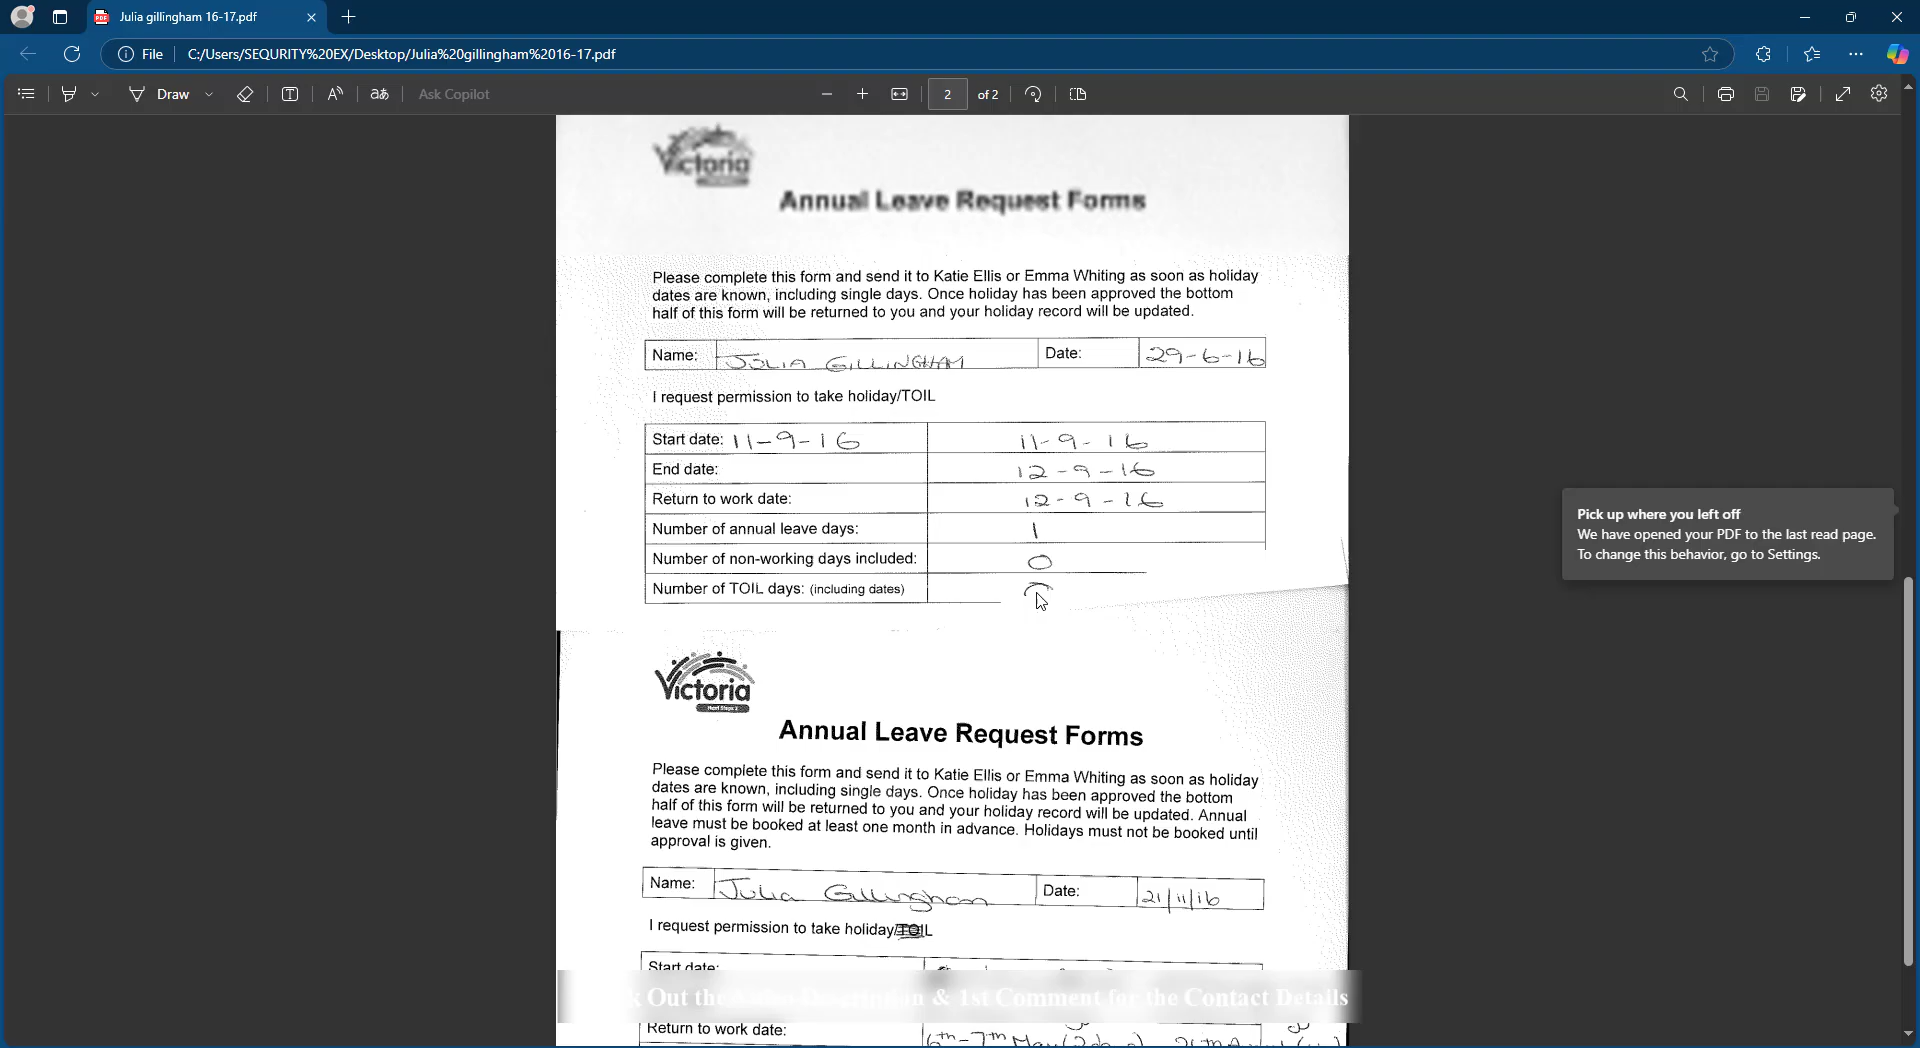 Julia gillingham 16-17.pdf
File
C:/Users/SEQURITY%20EX/Desktop/Julia%20gillingham%2016-17.pdf
Draw
aあ
Ask Copilot
2 of 2
Victoria
Annual Leave Request Forms
Please complete this form and send it to Katie Ellis or Emma Whiting as soon as holiday
dates are known, including single days. Once holiday has been approved the bottom
half of this form will be returned to you and your holiday record will be updated.
Name: JULIA GILLINGHAM Date: 29-6-16
I request permission to take holiday/TOIL
Start date: 11-9-16 11-9-16
End date: 12-9-16
Return to work date: 12-9-16
Number of annual leave days: 1
Number of non-working days included: 0
Number of TOIL days: (including dates)
Pick up where you left off
We have opened your PDF to the last read page.
To change this behavior, go to Settings.
Victoria
Next Steps 2
Annual Leave Request Forms
Please complete this form and send it to Katie Ellis or Emma Whiting as soon as holiday
dates are known, including single days. Once holiday has been approved the bottom
half of this form will be returned to you and your holiday record will be updated. Annual
leave must be booked at least one month in advance. Holidays must not be booked until
approval is given.
Name: Julia Gillingham Date: 21/11/16
I request permission to take holiday/TOIL
Start date:
Out the Video Description & 1st Comment for the Contact Details
Return to work date:
6th-7th May